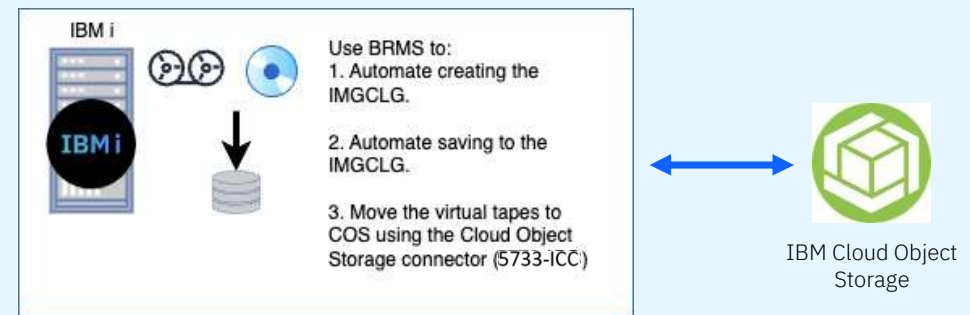 IBM i
IBM i
Use BRMS to:
1. Automate creating the
IMGCLG.
2. Automate saving to the
IMGCLG.
3. Move the virtual tapes to
COS using the Cloud Object
Storage connector (5733-ICC)
IBM Cloud Object
Storage